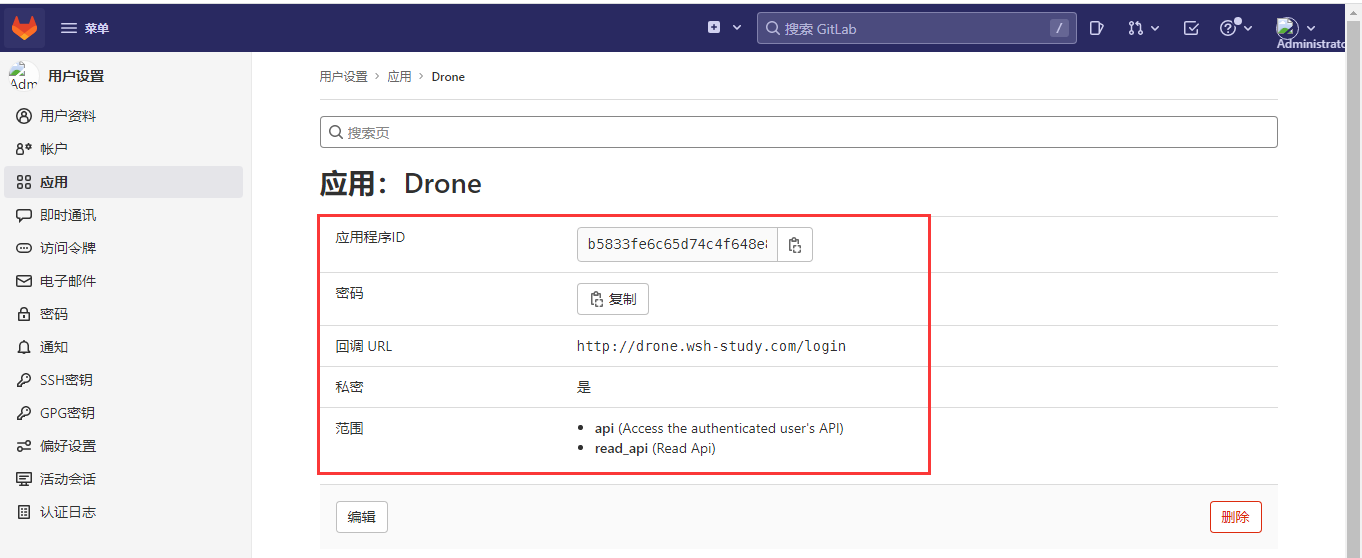 菜单
搜索 GitLab
/
Administrato
Adm
用户设置
用户资料
帐户
应用
即时通讯
访问令牌
电子邮件
密码
通知
SSH密钥
GPG密钥
偏好设置
活动会话
认证日志
用户设置 › 应用 › Drone
搜索页
应用：Drone
应用程序ID
b5833fe6c65d74c4f648e8
密码
复制
回调 URL
http://drone.wsh-study.com/login
私密
是
范围
• api (Access the authenticated user's API)
• read_api (Read Api)
编辑
删除